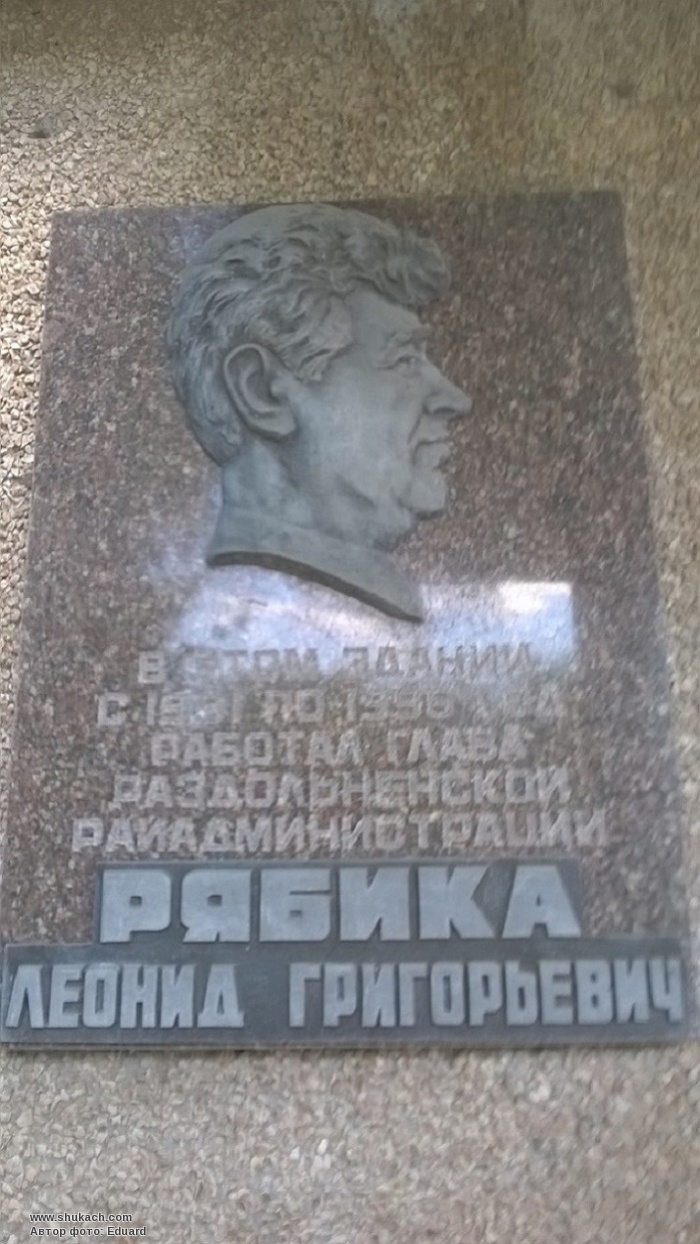 В ЭТОМ ЗДАНИИ
С ПО
РАБОТАЛ ГЛАВА
РАЗДОЛЬНЕНСКОЙ
РАЙАДМИНИСТРАЦИИ
РЯБИКА
ЛЕОНИД ГРИГОРЬЕВИЧ
www.shukach.com
Автор фото: Eduard